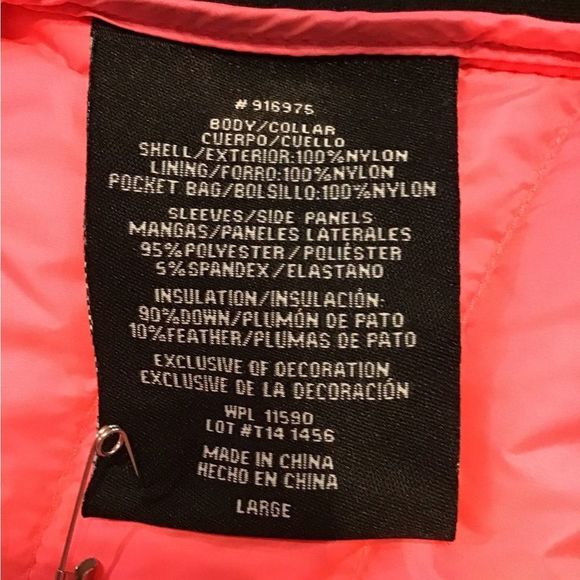 # 916975
BODY/COLLAR
CUERPO/CUELLO
SHELL/EXTERIOR:100%NYLON
LINING/FORRO:100%NYLON
POCKET BAG/BOLSILLO:100%NYLON
SLEEVES/SIDE PANELS
MANGAS/PANELES LATERALES
95%POLYESTER/POLIÉSTER
5%SPANDEX/ELASTANO
INSULATION/INSULACIÓN:
90%DOWN/PLUMÓN DE PATO
10%FEATHER/PLUMAS DE PATO
EXCLUSIVE OF DECORATION
EXCLUSIVE DE LA DECORACIÓN
WPL 11590
LOT #T14 1456
MADE IN CHINA
HECHO EN CHINA
LARGE